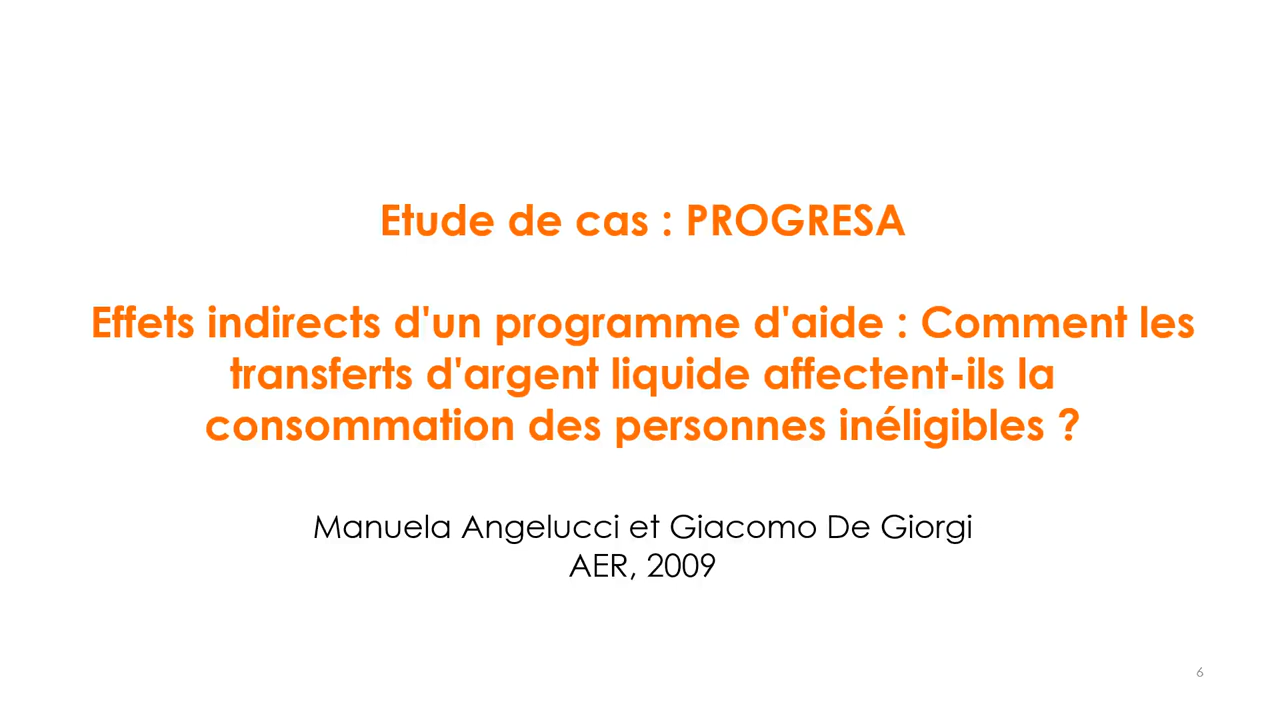 Etude de cas : PROGRESA
Effets indirects d'un programme d'aide : Comment les
transferts d'argent liquide affectent-ils la
consommation des personnes inéligibles ?
Manuela Angelucci et Giacomo De Giorgi
AER, 2009
6